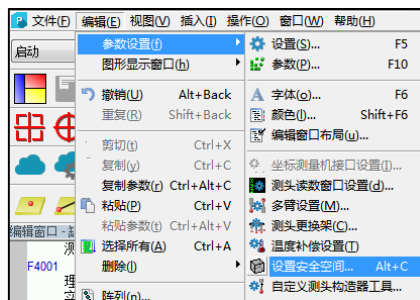 文件(F) 编辑(E) 视图(V) 插入(I) 操作(O) 窗口(W) 帮助(H)
启动
参数设置(f)
图形显示窗口(h)
撤销(U) Alt+Back
重复(R) Shift+Back
剪切(t) Ctrl+X
复制(y) Ctrl+C
复制参数(r) Ctrl+Alt+C
粘贴(P) Ctrl+V
粘贴参数(t) Ctrl+Alt+V
选择所有(A) Ctrl+A
删除(l)
阵列(n)...
设置(S)... F5
参数(P)... F10
字体(o)... F6
颜色(l)... Shift+F6
编辑窗口布局(u)...
坐标测量机接口设置(I)...
测头读数窗口设置(d)...
多臂设置(M)...
测头更换架(C)...
温度补偿设置(T)
设置安全空间... Alt+C
自定义测头构造器工具...
编辑窗口 -
F4001